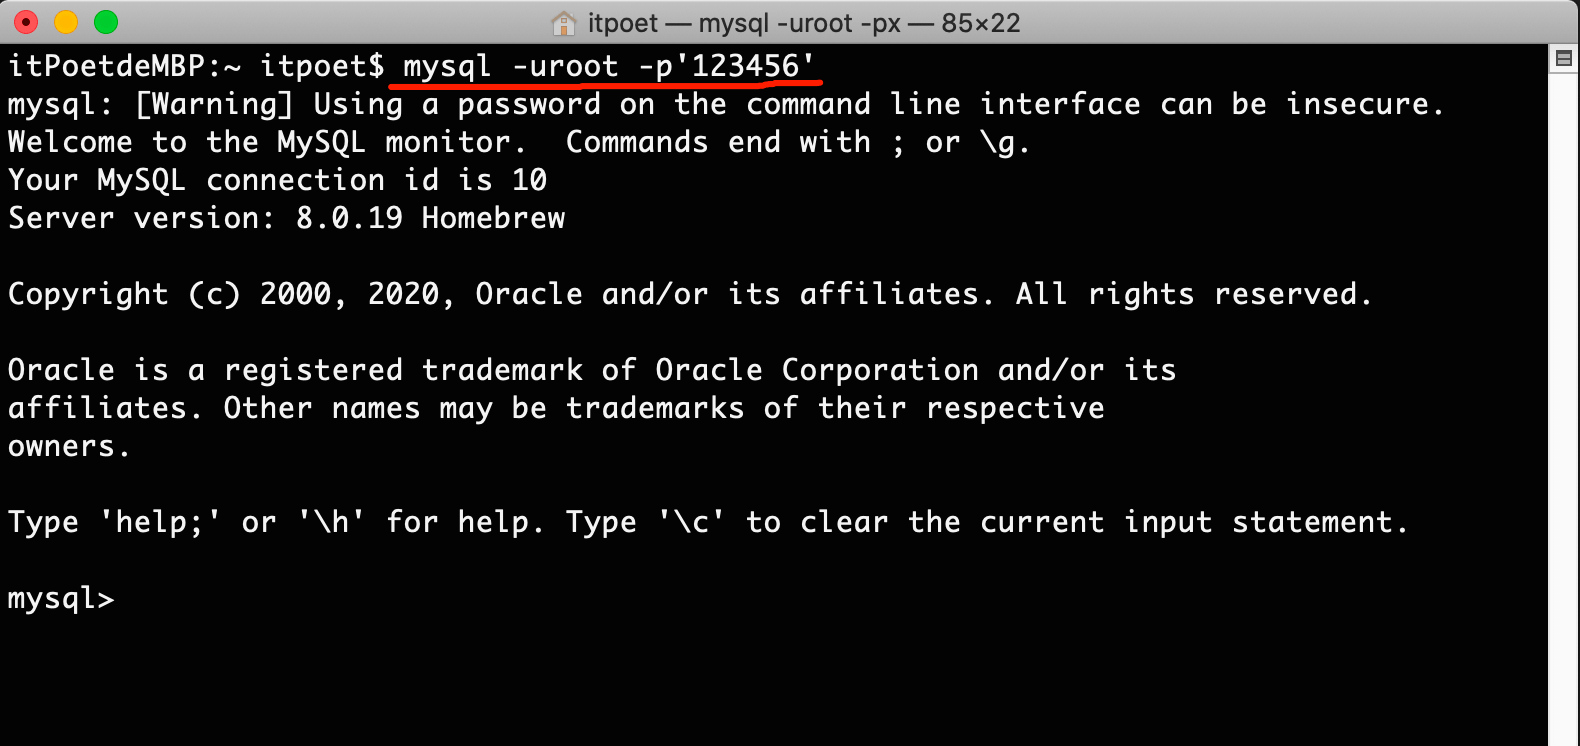 itpoet — mysql -uroot -px — 85×22
itPoetdeMBP:~ itpoet$ mysql -uroot -p'123456'
mysql: [Warning] Using a password on the command line interface can be insecure.
Welcome to the MySQL monitor.  Commands end with ; or \g.
Your MySQL connection id is 10
Server version: 8.0.19 Homebrew
Copyright (c) 2000, 2020, Oracle and/or its affiliates. All rights reserved.
Oracle is a registered trademark of Oracle Corporation and/or its
affiliates. Other names may be trademarks of their respective
owners.
Type 'help;' or '\h' for help. Type '\c' to clear the current input statement.
mysql>